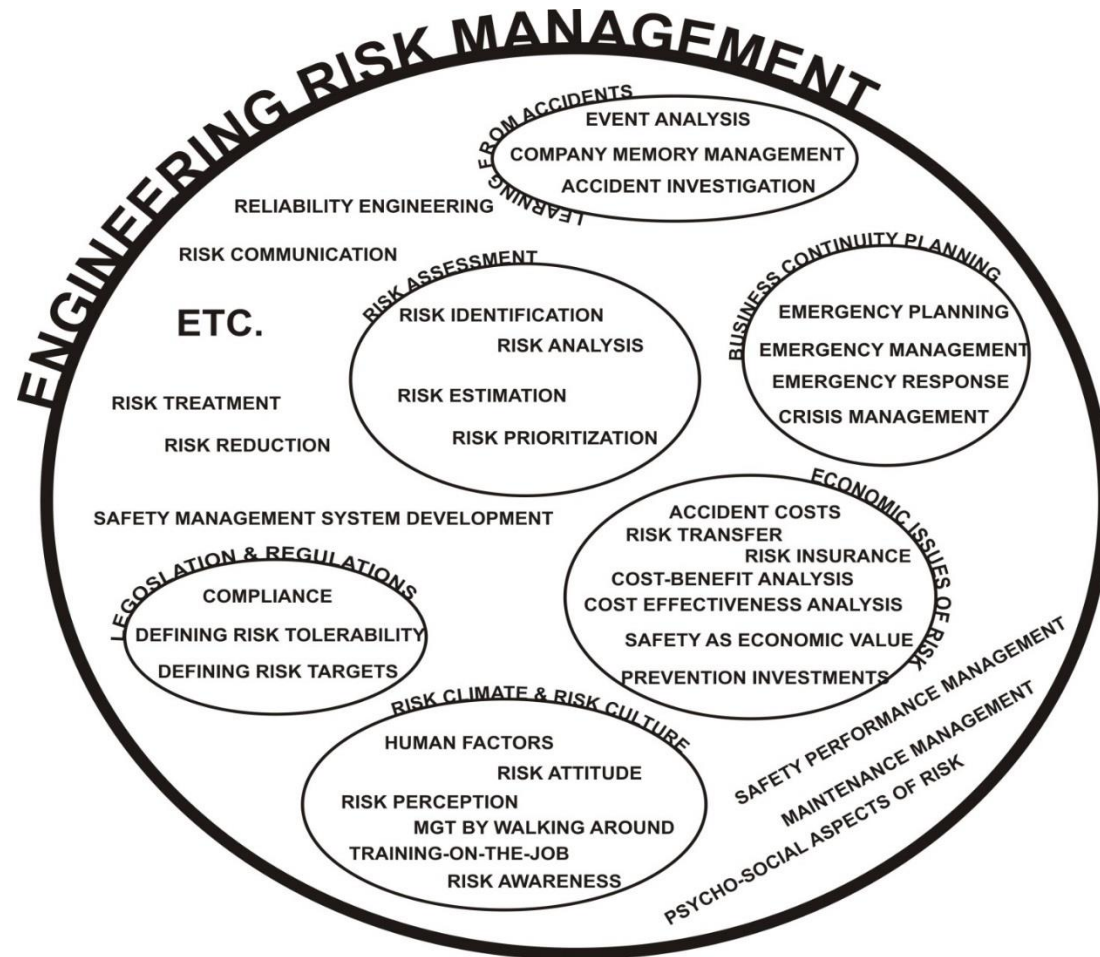 ENGINEERING RISK MANAGEMENT
LEARNING FROM ACCIDENTS
EVENT ANALYSIS
COMPANY MEMORY MANAGEMENT
ACCIDENT INVESTIGATION
RELIABILITY ENGINEERING
RISK COMMUNICATION
ETC.
RISK ASSESSMENT
RISK IDENTIFICATION
RISK ANALYSIS
RISK ESTIMATION
RISK PRIORITIZATION
BUSINESS CONTINUITY PLANNING
EMERGENCY PLANNING
EMERGENCY MANAGEMENT
EMERGENCY RESPONSE
CRISIS MANAGEMENT
RISK TREATMENT
RISK REDUCTION
SAFETY MANAGEMENT SYSTEM DEVELOPMENT
ECONOMIC ISSUES OF RISK
ACCIDENT COSTS
RISK TRANSFER
RISK INSURANCE
COST-BENEFIT ANALYSIS
COST EFFECTIVENESS ANALYSIS
SAFETY AS ECONOMIC VALUE
PREVENTION INVESTMENTS
LEGOSLATION & REGULATIONS
COMPLIANCE
DEFINING RISK TOLERABILITY
DEFINING RISK TARGETS
RISK CLIMATE & RISK CULTURE
HUMAN FACTORS
RISK ATTITUDE
RISK PERCEPTION
MGT BY WALKING AROUND
TRAINING-ON-THE-JOB
RISK AWARENESS
SAFETY PERFORMANCE MANAGEMENT
MAINTENANCE MANAGEMENT
PSYCHO-SOCIAL ASPECTS OF RISK